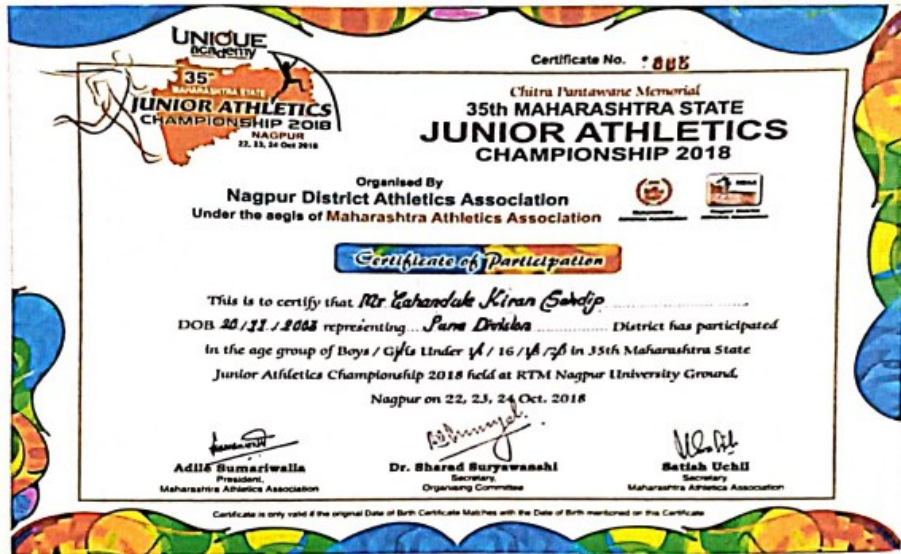 UNIQUE
academy
35th
MAHARASHTRA STATE
JUNIOR ATHLETICS
CHAMPIONSHIP 2018
NAGPUR
22, 23, 24 Oct 2018
Certificate No.
Chitra Pantawane Memorial
35th MAHARASHTRA STATE
JUNIOR ATHLETICS
CHAMPIONSHIP 2018
Organised By
Nagpur District Athletics Association
Under the aegis of Maharashtra Athletics Association
Certificate of Participation
This is to certify that Mr Kiran
DOB representing Pune Division District has participated
in the age group of Boys / Girls Under 14 / 16 / 18 / 20 in 35th Maharashtra State
Junior Athletics Championship 2018 held at RTM Nagpur University Ground,
Nagpur on 22, 23, 24 Oct. 2018
Adille Sumariwalla
President,
Maharashtra Athletics Association
Dr. Sharad Suryawanshi
Secretary,
Organising Committee
Satish Uchil
Secretary
Maharashtra Athletics Association
Certificate is only valid if the original Date of Birth Certificate Matches with the Date of Birth mentioned on this Certificate